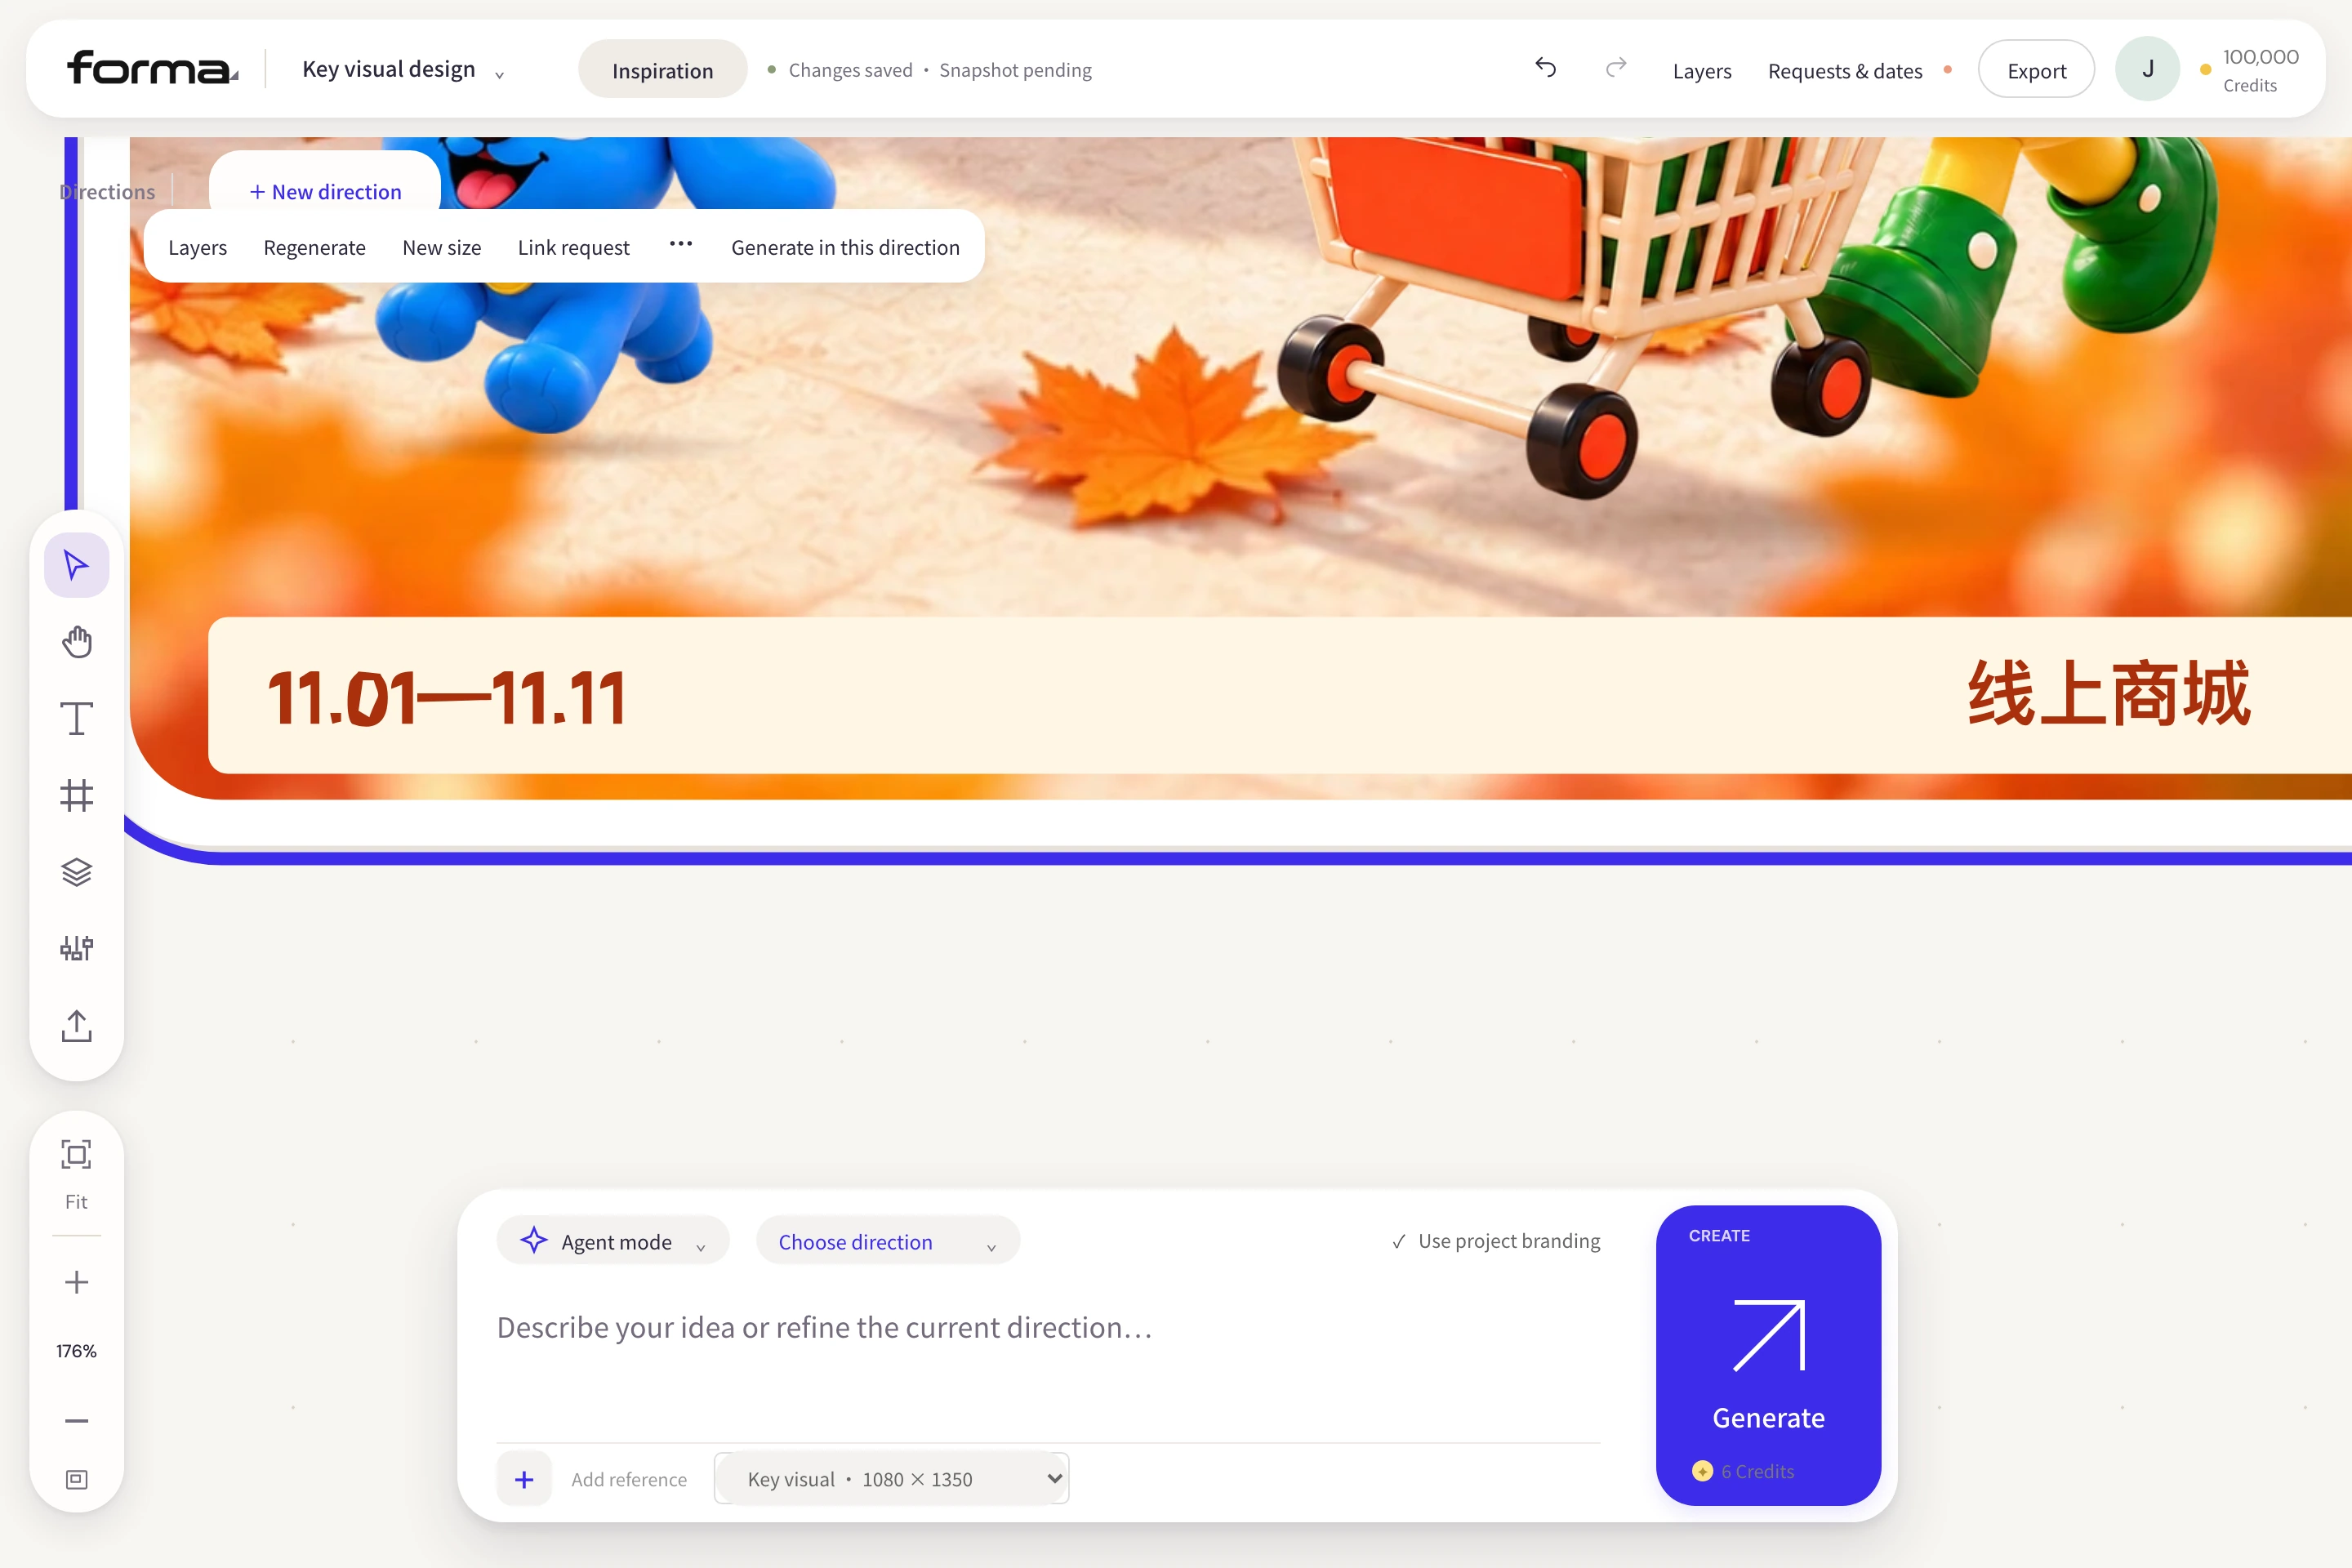 forma
Key visual design
Inspiration
Changes saved • Snapshot pending
Layers
Requests & dates
Export
J
100,000
Credits
Directions
+ New direction
Layers
Regenerate
New size
Link request
•••
Generate in this direction
11.01—11.11
线上商城
Fit
176%
Agent mode
Choose direction
✓ Use project branding
Describe your idea or refine the current direction…
+ Add reference
Key visual • 1080 × 1350
CREATE
Generate
6 Credits